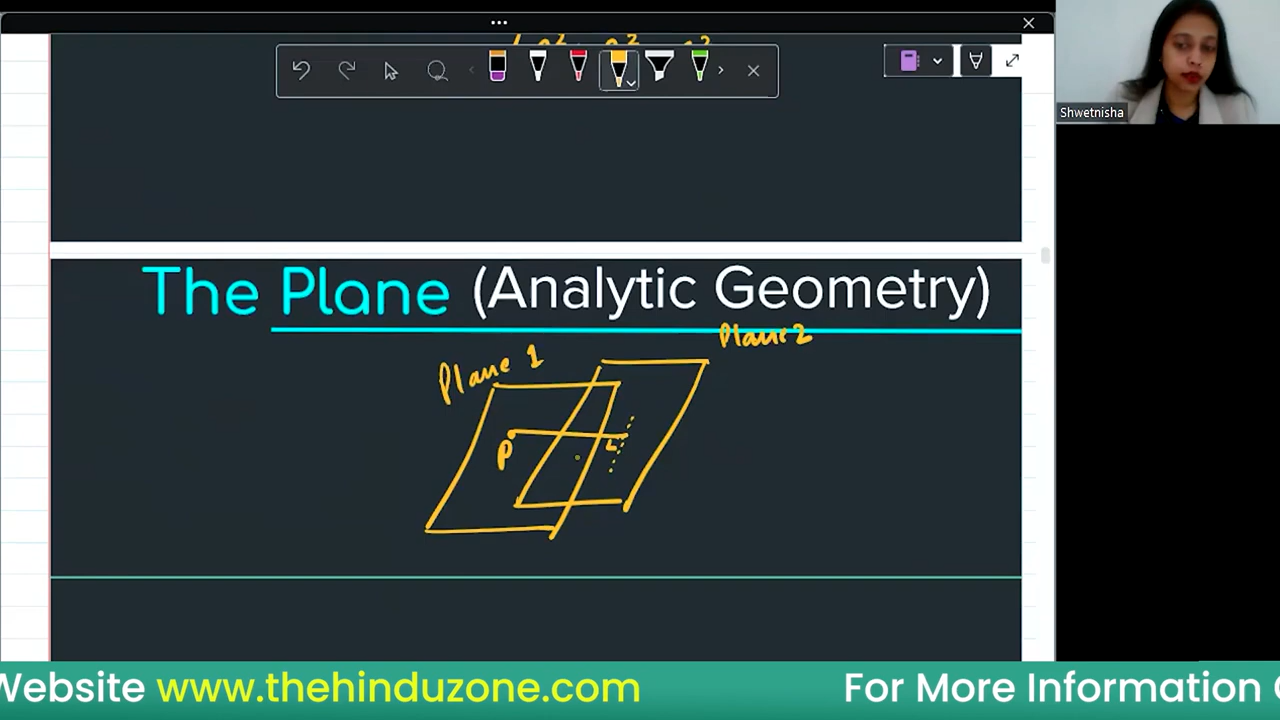 Shwetnisha
The Plane (Analytic Geometry)
Plane 2
Plane 1
P
L
Website www.thehinduzone.com
For More Information